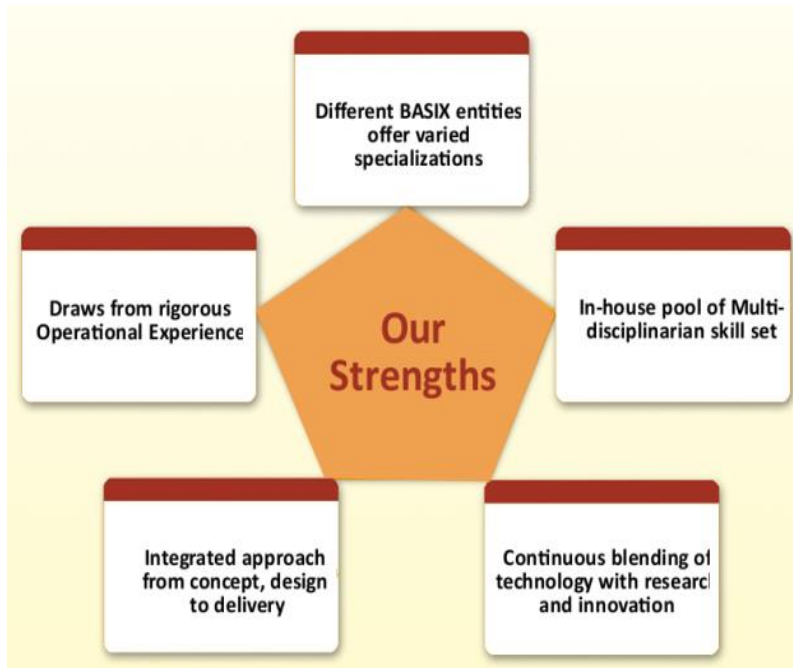 Different BASIX entities
offer varied
specializations
Draws from rigorous
Operational Experience
Our
Strengths
In-house pool of Multi-
disciplinarian skill set
Integrated approach
from concept, design
to delivery
Continuous blending of
technology with research
and innovation